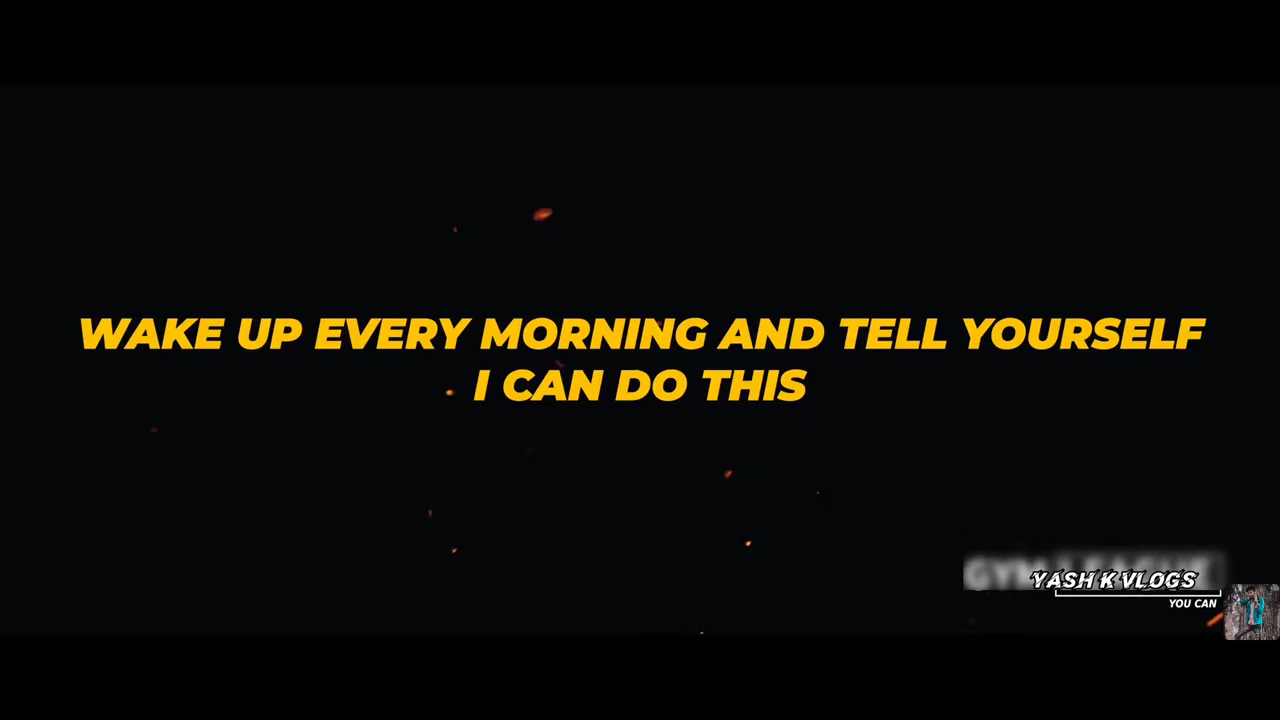 WAKE UP EVERY MORNING AND TELL YOURSELF
I CAN DO THIS
YASH K VLOGS
YOU CAN